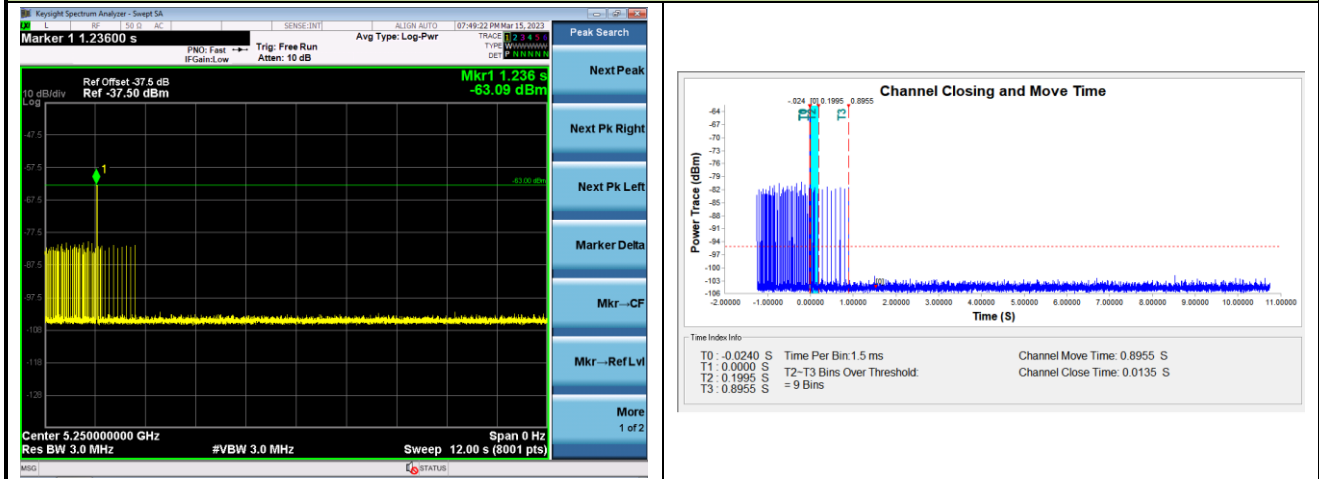 Keysight Spectrum Analyzer - Swept SA
L RF 50 Ω AC SENSE:INT ALIGN AUTO 07:49:22 PM Mar 15, 2023
Marker 1 1.23600 s
PNO: Fast
IFGain:Low
Trig: Free Run
Atten: 10 dB
Avg Type: Log-Pwr
TRACE 1 2 3 4 5 6
TYPE WWWWWW
DET P N N N N N
Peak Search
Next Peak
Next Pk Right
Next Pk Left
Marker Delta
Mkr→CF
Mkr→Ref Lvl
More
1 of 2
Ref Offset -37.5 dB
10 dB/div Ref -37.50 dBm
Log
Mkr1 1.236 s
-63.09 dBm
-47.5
-57.5
1
-63.00 dBm
-67.5
-77.5
-87.5
-97.5
-108
-118
-128
Center 5.250000000 GHz Span 0 Hz
Res BW 3.0 MHz #VBW 3.0 MHz Sweep 12.00 s (8001 pts)
MSG STATUS
Channel Closing and Move Time
-.024 [0] 0.1995 0.8955
T2 T3
Power Trace (dBm)
-64
-67
-70
-73
-76
-79
-82
-85
-88
-91
-94
-97
-100
-103
-106
-2.00000 -1.00000 0.00000 1.00000 2.00000 3.00000 4.00000 5.00000 6.00000 7.00000 8.00000 9.00000 10.00000 11.00000
Time (S)
Time Index Info
T0 : -0.0240 S
T1 : 0.0000 S
T2 : 0.1995 S
T3 : 0.8955 S
Time Per Bin:1.5 ms
T2~T3 Bins Over Threshold:
= 9 Bins
Channel Move Time: 0.8955 S
Channel Close Time: 0.0135 S